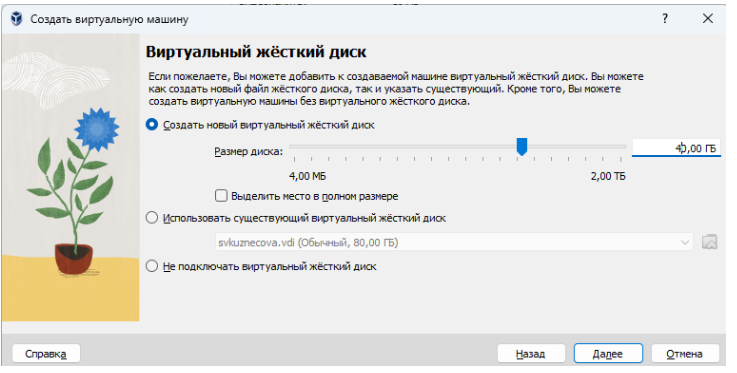 Создать виртуальную машину
Виртуальный жёсткий диск
Если пожелаете, Вы можете добавить к создаваемой машине виртуальный жёсткий диск. Вы можете
как создать новый файл жёсткого диска, так и указать существующий. Кроме того, Вы можете
создать виртуальную машины без виртуального жёсткого диска.
Создать новый виртуальный жёсткий диск
Размер диска:
40,00 ГБ
4,00 МБ
2,00 ТБ
Выделить место в полном размере
Использовать существующий виртуальный жёсткий диск
svkuznecova.vdi (Обычный, 80,00 ГБ)
Не подключать виртуальный жёсткий диск
Справка
Назад
Далее
Отмена